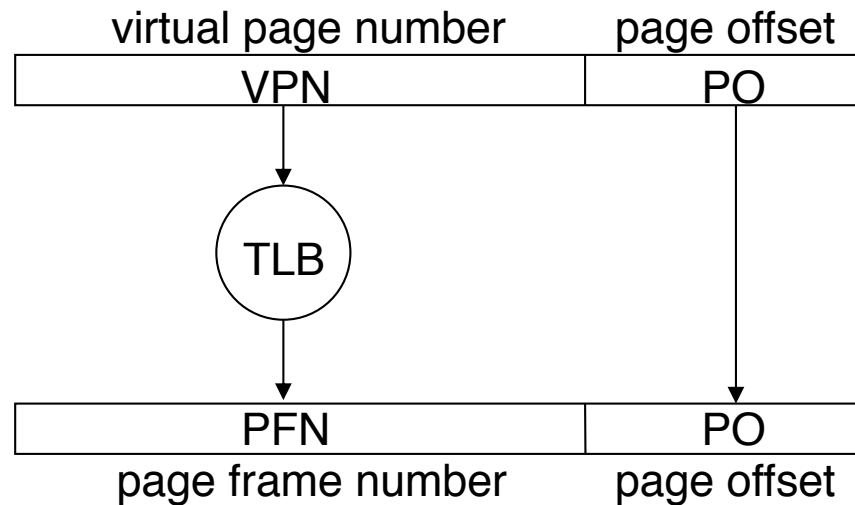 virtual page number page offset
VPN PO
TLB
PFN PO
page frame number page offset